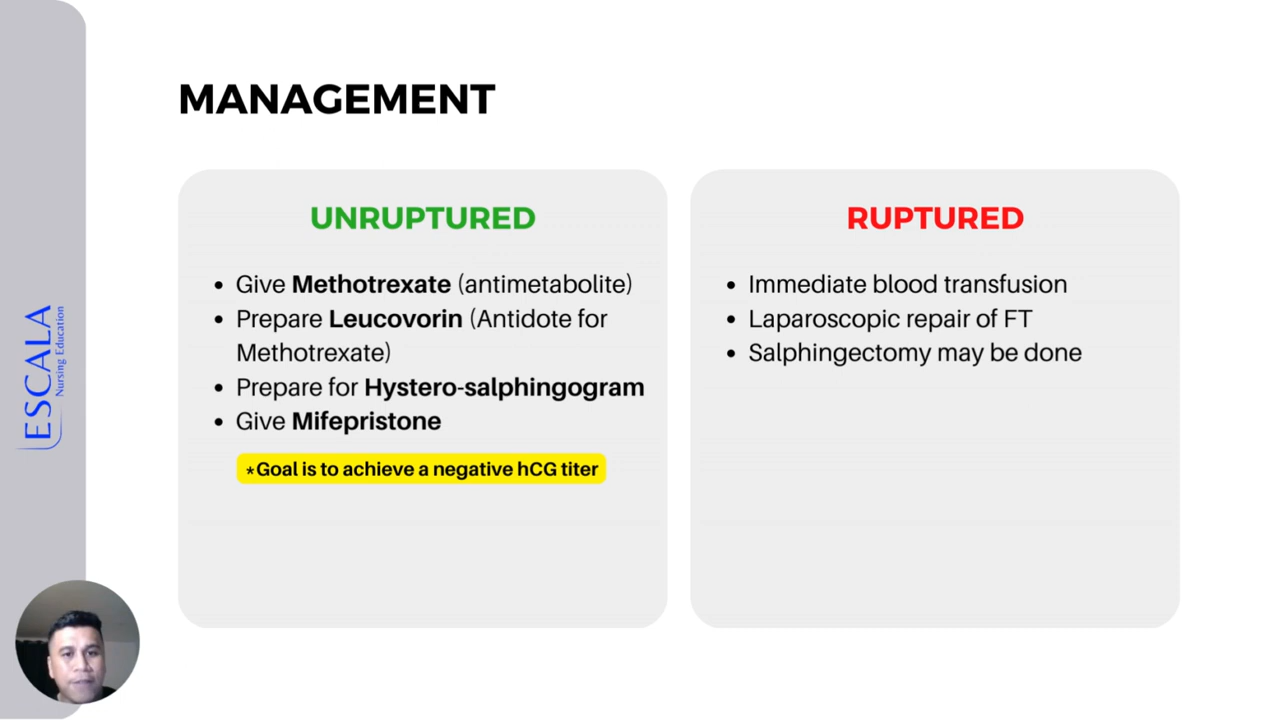 MANAGEMENT
UNRUPTURED
• Give Methotrexate (antimetabolite)
• Prepare Leucovorin (Antidote for
Methotrexate)
• Prepare for Hystero-salphingogram
• Give Mifepristone
*Goal is to achieve a negative hCG titer
RUPTURED
• Immediate blood transfusion
• Laparoscopic repair of FT
• Salphingectomy may be done
ESCALA
Nursing Education